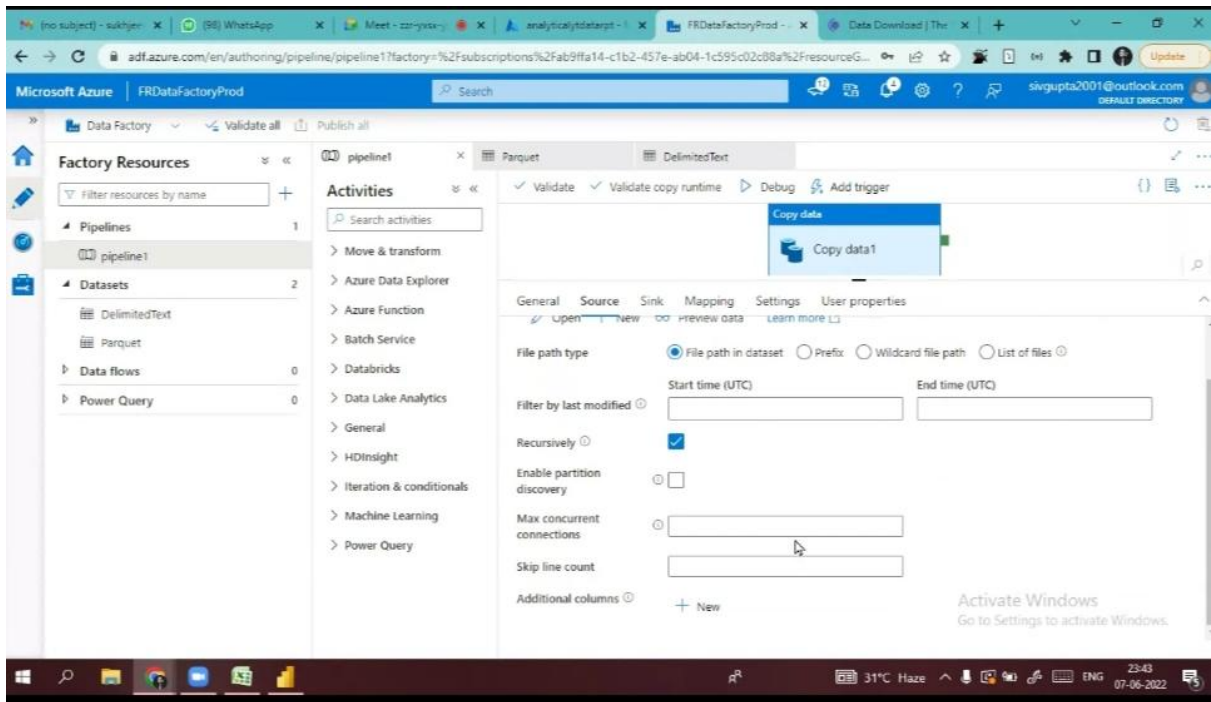 (no subject) - sukhjer
(98) WhatsApp
Meet - zzr-yvsx-y
analyticalytdatarpt - 1
FRDataFactoryProd -
Data Download | The
adf.azure.com/en/authoring/pipeline/pipeline1?factory=%2Fsubscriptions%2Fab9ffa14-c1b2-457e-ab04-1c595c02c88a%2FresourceG...
Update
Microsoft Azure | FRDataFactoryProd
Search
sivgupta2001@outlook.com
DEFAULT DIRECTORY
Data Factory
Validate all
Publish all
Factory Resources
Filter resources by name
Pipelines 1
pipeline1
Datasets 2
DelimitedText
Parquet
Data flows 0
Power Query 0
pipeline1
Parquet
DelimitedText
Activities
Search activities
Move & transform
Azure Data Explorer
Azure Function
Batch Service
Databricks
Data Lake Analytics
General
HDInsight
Iteration & conditionals
Machine Learning
Power Query
Validate
Validate copy runtime
Debug
Add trigger
Copy data
Copy data1
General Source Sink Mapping Settings User properties
Open New Preview data Learn more
File path type
File path in dataset Prefix Wildcard file path List of files
Start time (UTC) End time (UTC)
Filter by last modified
Recursively
Enable partition
discovery
Max concurrent
connections
Skip line count
Additional columns
+ New
Activate Windows
Go to Settings to activate Windows.
31°C Haze
ENG
23:43
07-06-2022